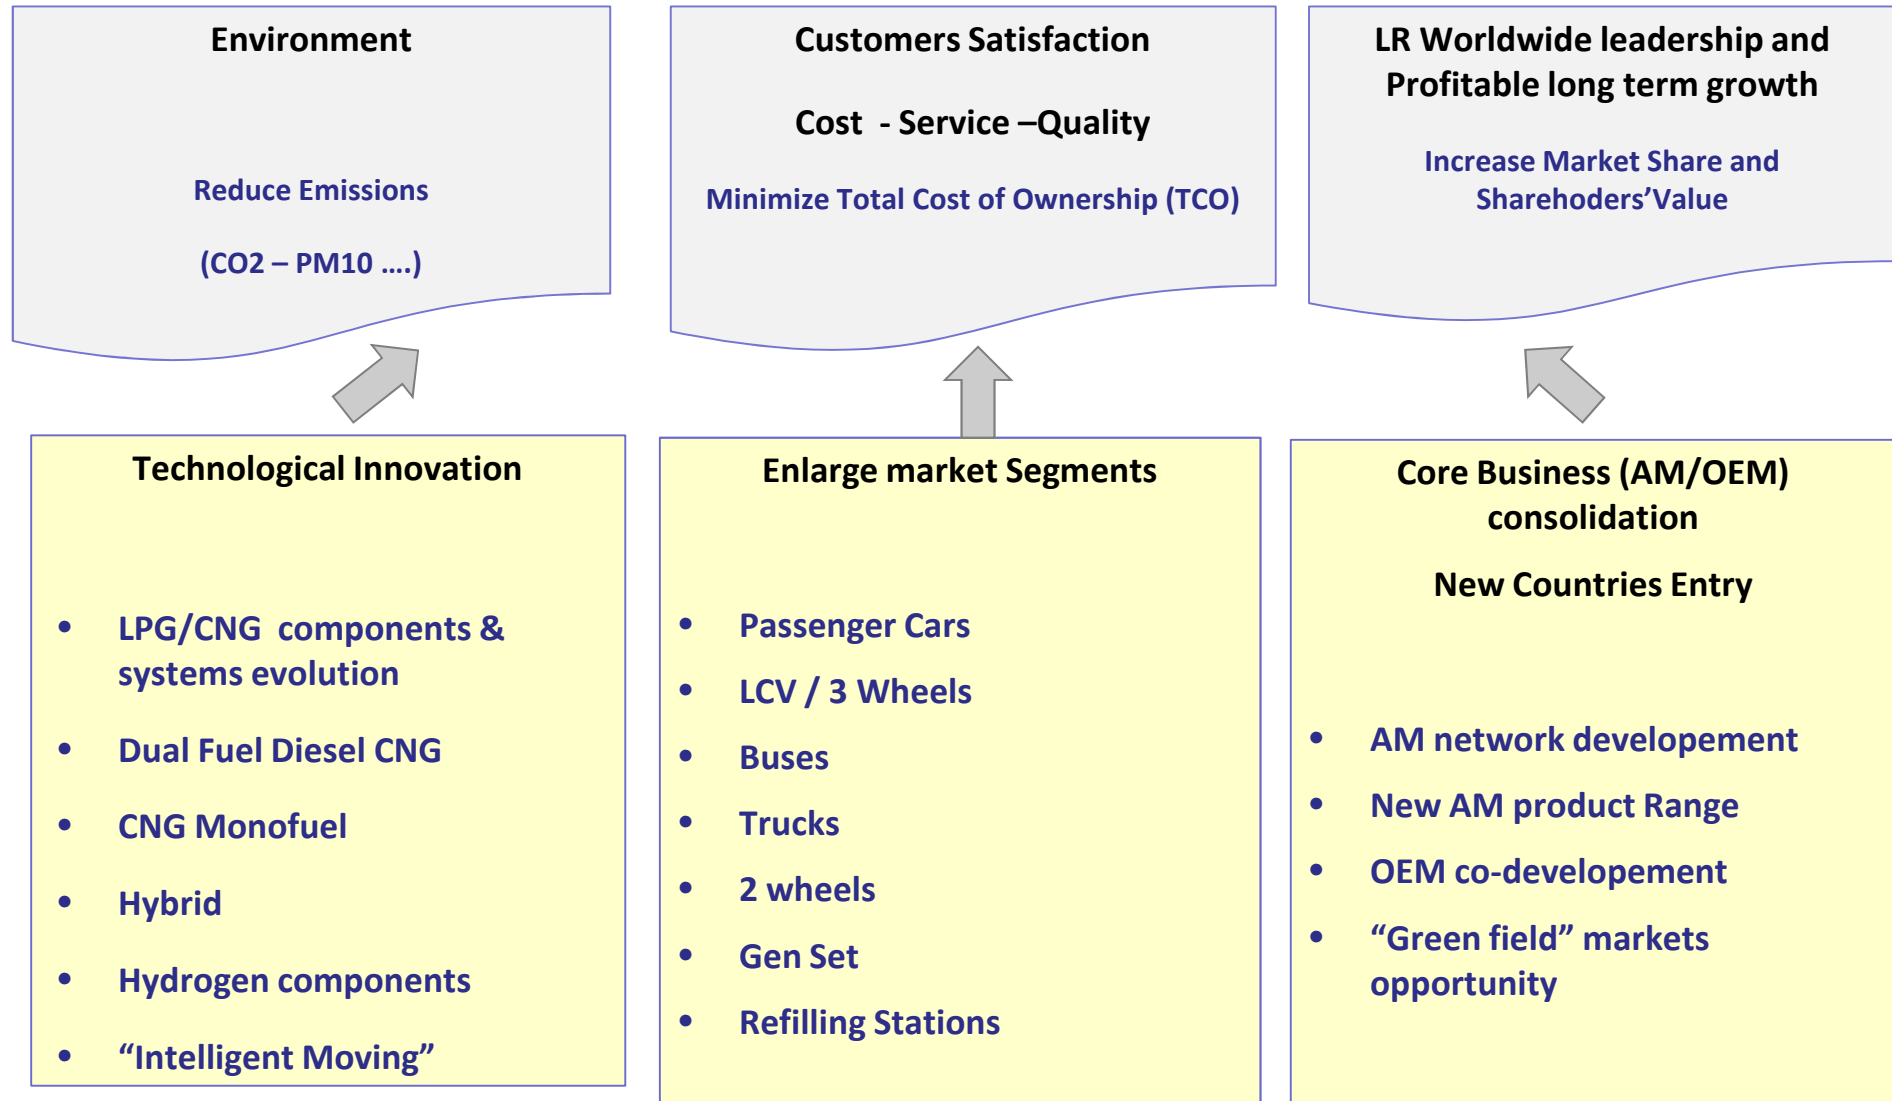 Environment
Reduce Emissions
(CO2 – PM10 ....)
Customers Satisfaction
Cost - Service –Quality
Minimize Total Cost of Ownership (TCO)
LR Worldwide leadership and
Profitable long term growth
Increase Market Share and
Sharehoders'Value
Technological Innovation
• LPG/CNG components &
systems evolution
• Dual Fuel Diesel CNG
• CNG Monofuel
• Hybrid
• Hydrogen components
• “Intelligent Moving”
Enlarge market Segments
• Passenger Cars
• LCV / 3 Wheels
• Buses
• Trucks
• 2 wheels
• Gen Set
• Refilling Stations
Core Business (AM/OEM)
consolidation
New Countries Entry
• AM network developement
• New AM product Range
• OEM co-developement
• “Green field” markets
opportunity